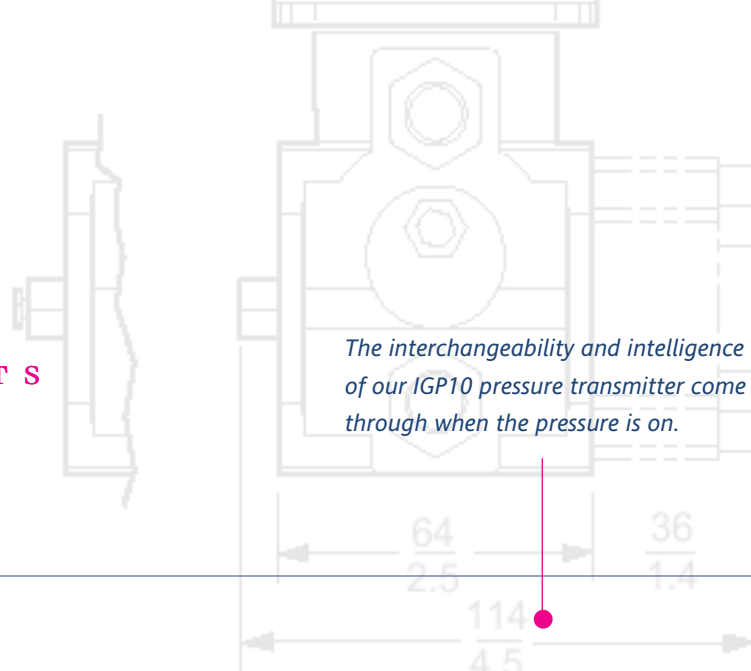 T S
The interchangeability and intelligence
of our IGP10 pressure transmitter come
through when the pressure is on.
64
2.5
36
1.4
114
4.5